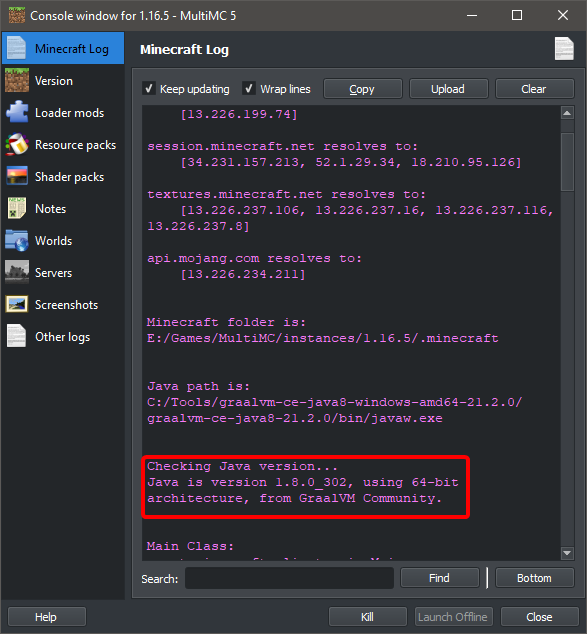 Console window for 1.16.5 - MultiMC 5
Minecraft Log
Version
Loader mods
Resource packs
Shader packs
Notes
Worlds
Servers
Screenshots
Other logs
Minecraft Log
Keep updating
Wrap lines
Copy
Upload
Clear
[13.226.199.74]
session.minecraft.net resolves to:
[34.231.157.213, 52.1.29.34, 18.210.95.126]
textures.minecraft.net resolves to:
[13.226.237.106, 13.226.237.16, 13.226.237.116,
13.226.237.8]
api.mojang.com resolves to:
[13.226.234.211]
Minecraft folder is:
E:/Games/MultiMC/instances/1.16.5/.minecraft
Java path is:
C:/Tools/graalvm-ce-java8-windows-amd64-21.2.0/
graalvm-ce-java8-21.2.0/bin/javaw.exe
Checking Java version...
Java is version 1.8.0_302, using 64-bit
architecture, from GraalVM Community.
Main Class:
Search:
Find
Bottom
Help
Kill
Launch Offline
Close